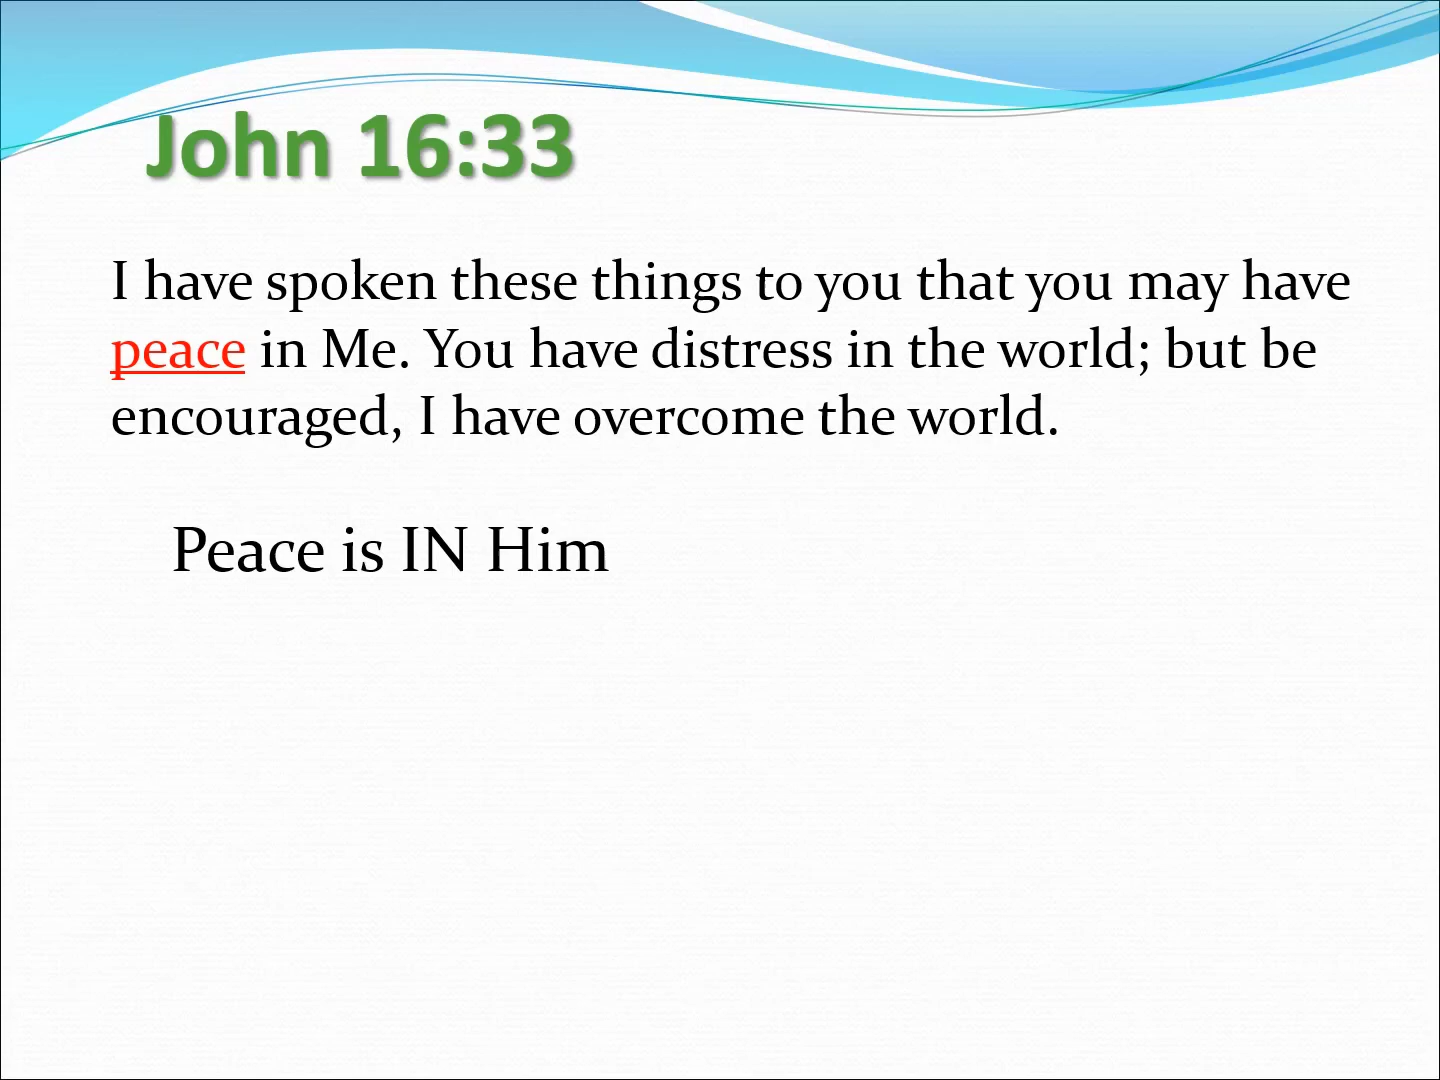 John 16:33
I have spoken these things to you that you may have
peace in Me. You have distress in the world; but be
encouraged, I have overcome the world.
Peace is IN Him